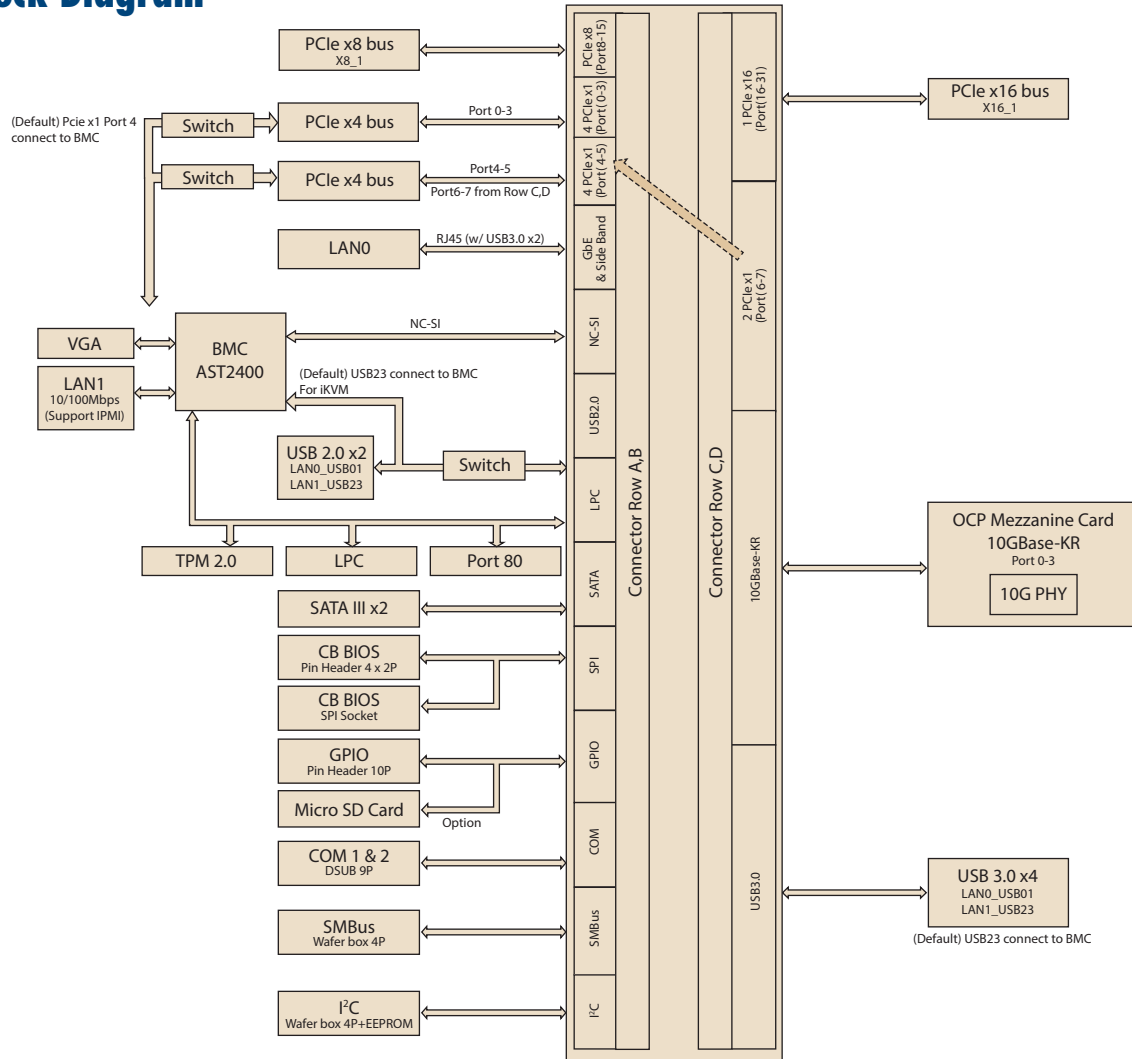 ock Diagram
PCIe x8 bus
X8_1
(Default) Pcie x1 Port 4
connect to BMC
Switch
PCIe x4 bus
Port 0-3
Switch
PCIe x4 bus
Port4-5
Port6-7 from Row C,D
LAN0
RJ45 (w/ USB3.0 x2)
VGA
BMC
AST2400
NC-SI
LAN1
10/100Mbps
(Support IPMI)
(Default) USB23 connect to BMC
For iKVM
USB 2.0 x2
LAN0_USB01
LAN1_USB23
Switch
TPM 2.0
LPC
Port 80
SATA III x2
CB BIOS
Pin Header 4 x 2P
CB BIOS
SPI Socket
GPIO
Pin Header 10P
Micro SD Card
Option
COM 1 & 2
DSUB 9P
SMBus
Wafer box 4P
I²C
Wafer box 4P+EEPROM
PCIe x8
(Port8-15)
4 PCIe x1
(Port (0-3)
4 PCIe x1
(Port( 4-5)
GbE
& Side Band
NC-SI
USB2.0
LPC
SATA
SPI
GPIO
COM
SMBus
I²C
Connector Row A,B
Connector Row C,D
1 PCIe x16
(Port(16-31)
2 PCIe x1
(Port( 6-7)
10GBase-KR
USB3.0
PCIe x16 bus
X16_1
OCP Mezzanine Card
10GBase-KR
Port 0-3
10G PHY
USB 3.0 x4
LAN0_USB01
LAN1_USB23
(Default) USB23 connect to BMC